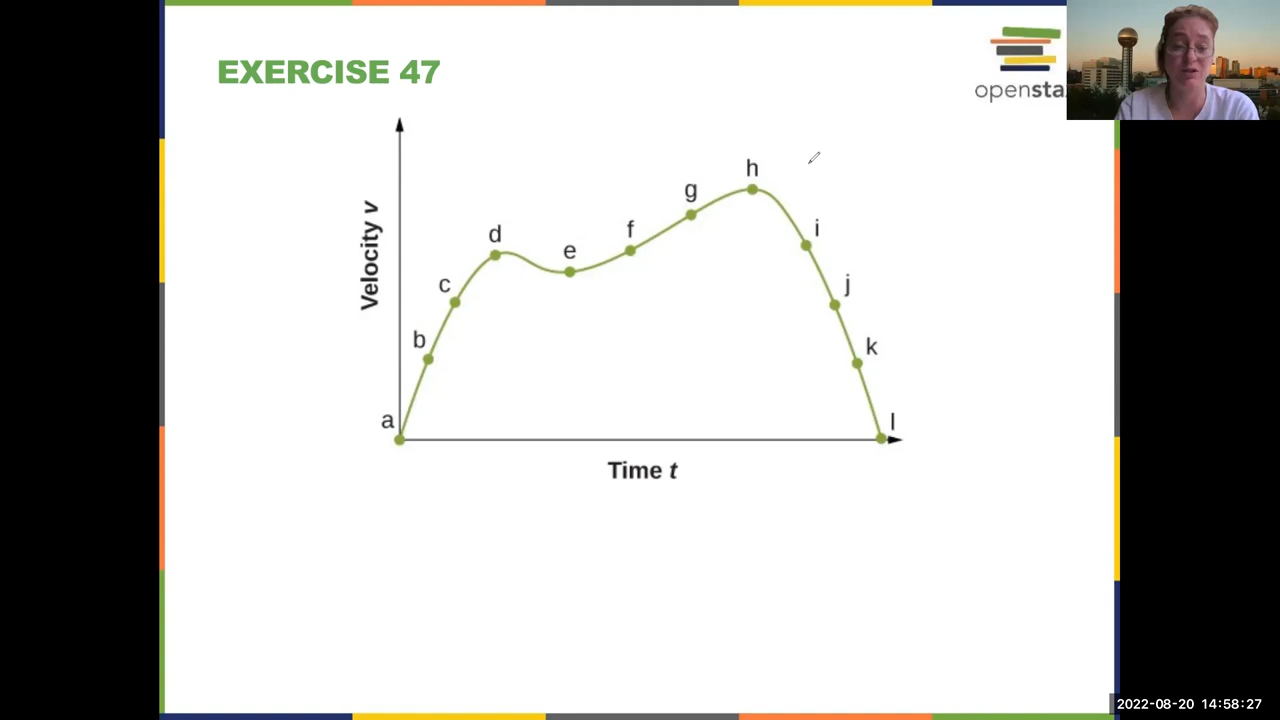 EXERCISE 47
opensta
h
g
i
d
f
e
c
j
b
k
a
l
Velocity v
Time t
2022-08-20 14:58:27